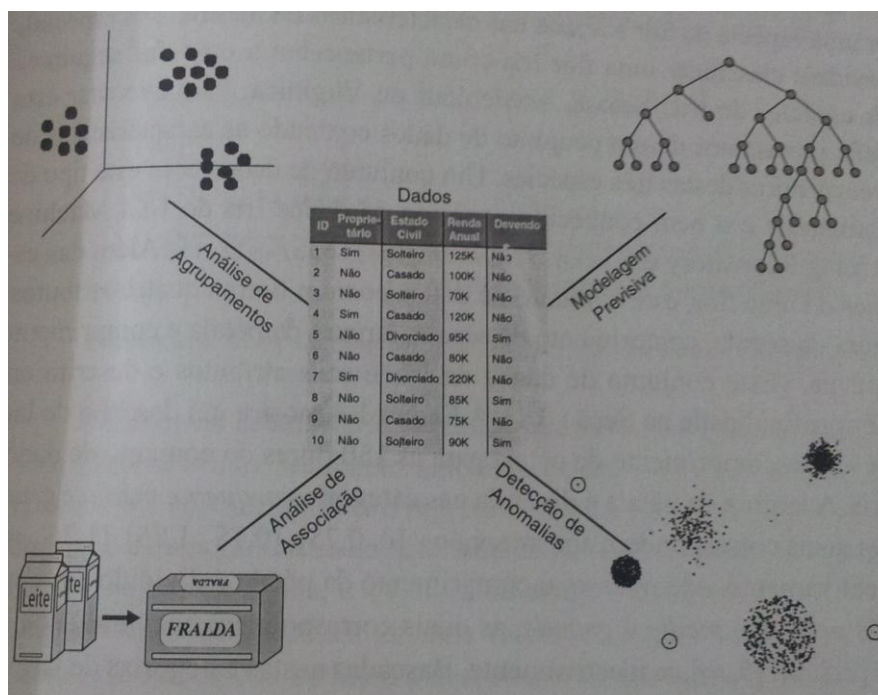 Análise de
Agrupamentos
Modelagem
Previsiva
Dados
ID Proprie- Estado Renda Devendo
tário Civil Anual
Sim Solteiro 125K Não
2 Não Casado 100K Não
3 Não Solteiro 70K Não
4 Sim Casado 120K Não
5 Não Divorciado 95K Sim
6 Não Casado 80K Não
7 Sim Divorciado 220K Não
8 Não Solteiro 85K Sim
9 Não Casado 75K Não
10 Não Solteiro 90K Sim
Análise de
Associação
Detecção de
Anomalias
Leite
te
FRALDA
FRALDA